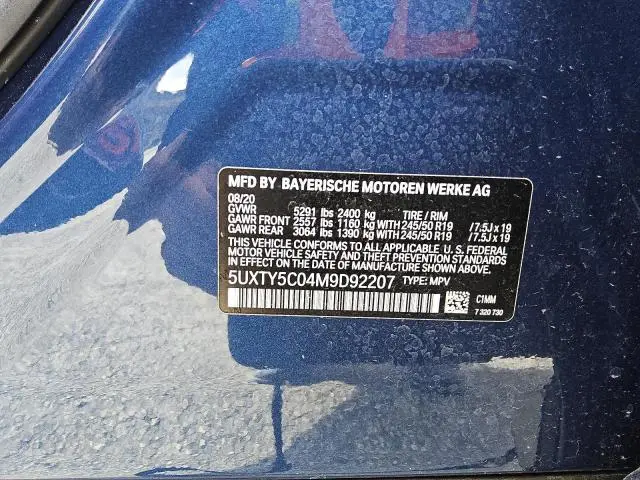 MFD BY BAYERISCHE MOTOREN WERKE AG
08/20
GVWR 5291 lbs 2400 kg TIRE / RIM
GAWR FRONT 2557 lbs 1160 kg WITH 245/50 R19 /7.5J x 19
GAWR REAR 3064 lbs 1390 kg WITH 245/50 R19 /7.5J x 19
THIS VEHICLE CONFORMS TO ALL APPLICABLE U. S. FEDERAL
MOTOR VEHICLE SAFETY AND THEFT PREVENTION STANDARDS
IN EFFECT ON THE DATE OF MANUFACTURE SHOWN ABOVE.
5UXTY5C04M9D92207 TYPE: MPV
C1MM
7 320 730